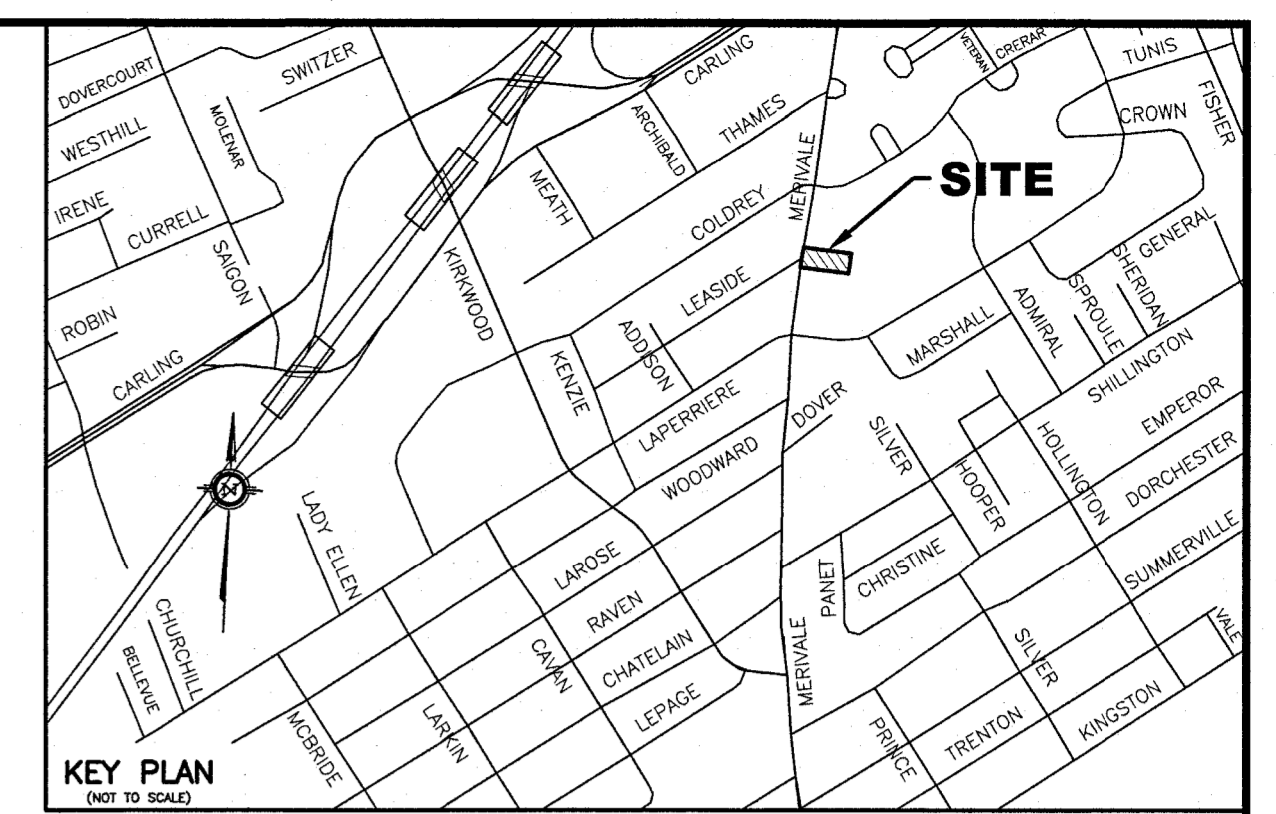 DOVERCOURT
SWITZER
WESTHILL
MOLENAR
IRENE
CURRELL
SAIGON
ROBIN
CARLING
CARLING
ARCHIBALD
THAMES
MEATH
COLDREY
MERIVALE
VETERAN
CRERAR
TUNIS
FISHER
CROWN
SITE
KIRKWOOD
LEASIDE
ADDISON
KENZIE
LAPERRIERE
WOODWARD
DOVER
MARSHALL
ADMIRAL
SPROULE
SHERIDAN
GENERAL
SHILLINGTON
EMPEROR
DORCHESTER
SUMMERVILLE
SILVER
HOOPER
HOLLINGTON
N
LADY ELLEN
CHURCHILL
BELLEVUE
LAROSE
RAVEN
CHATELAIN
LEPAGE
CAVAN
LARKIN
MCBRIDE
MERIVALE
PANET
CHRISTINE
SILVER
VALE
PRINCE
TRENTON
KINGSTON
KEY PLAN
(NOT TO SCALE)